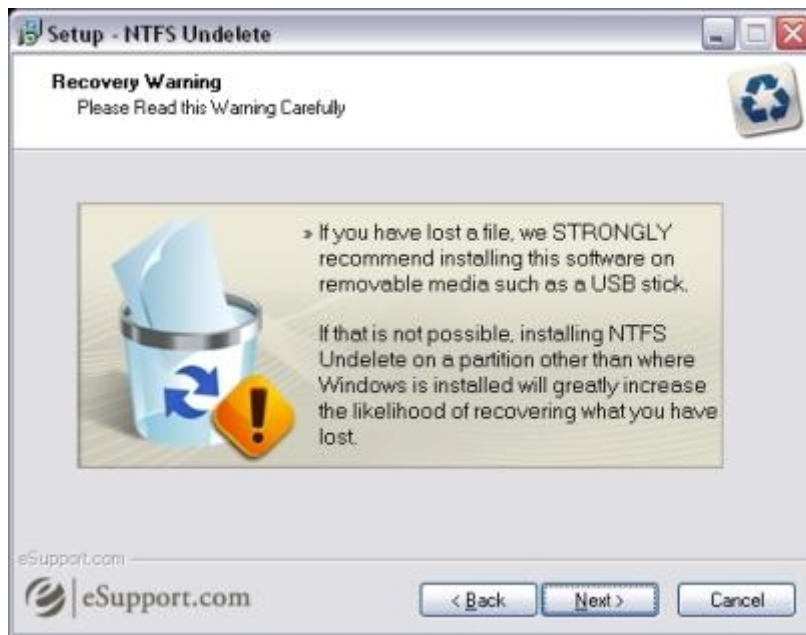 Setup - NTFS Undelete
Recovery Warning
Please Read this Warning Carefully
» If you have lost a file, we STRONGLY
recommend installing this software on
removable media such as a USB stick.
If that is not possible, installing NTFS
Undelete on a partition other than where
Windows is installed will greatly increase
the likelihood of recovering what you have
lost.
eSupport.com
eSupport.com
< Back
Next >
Cancel